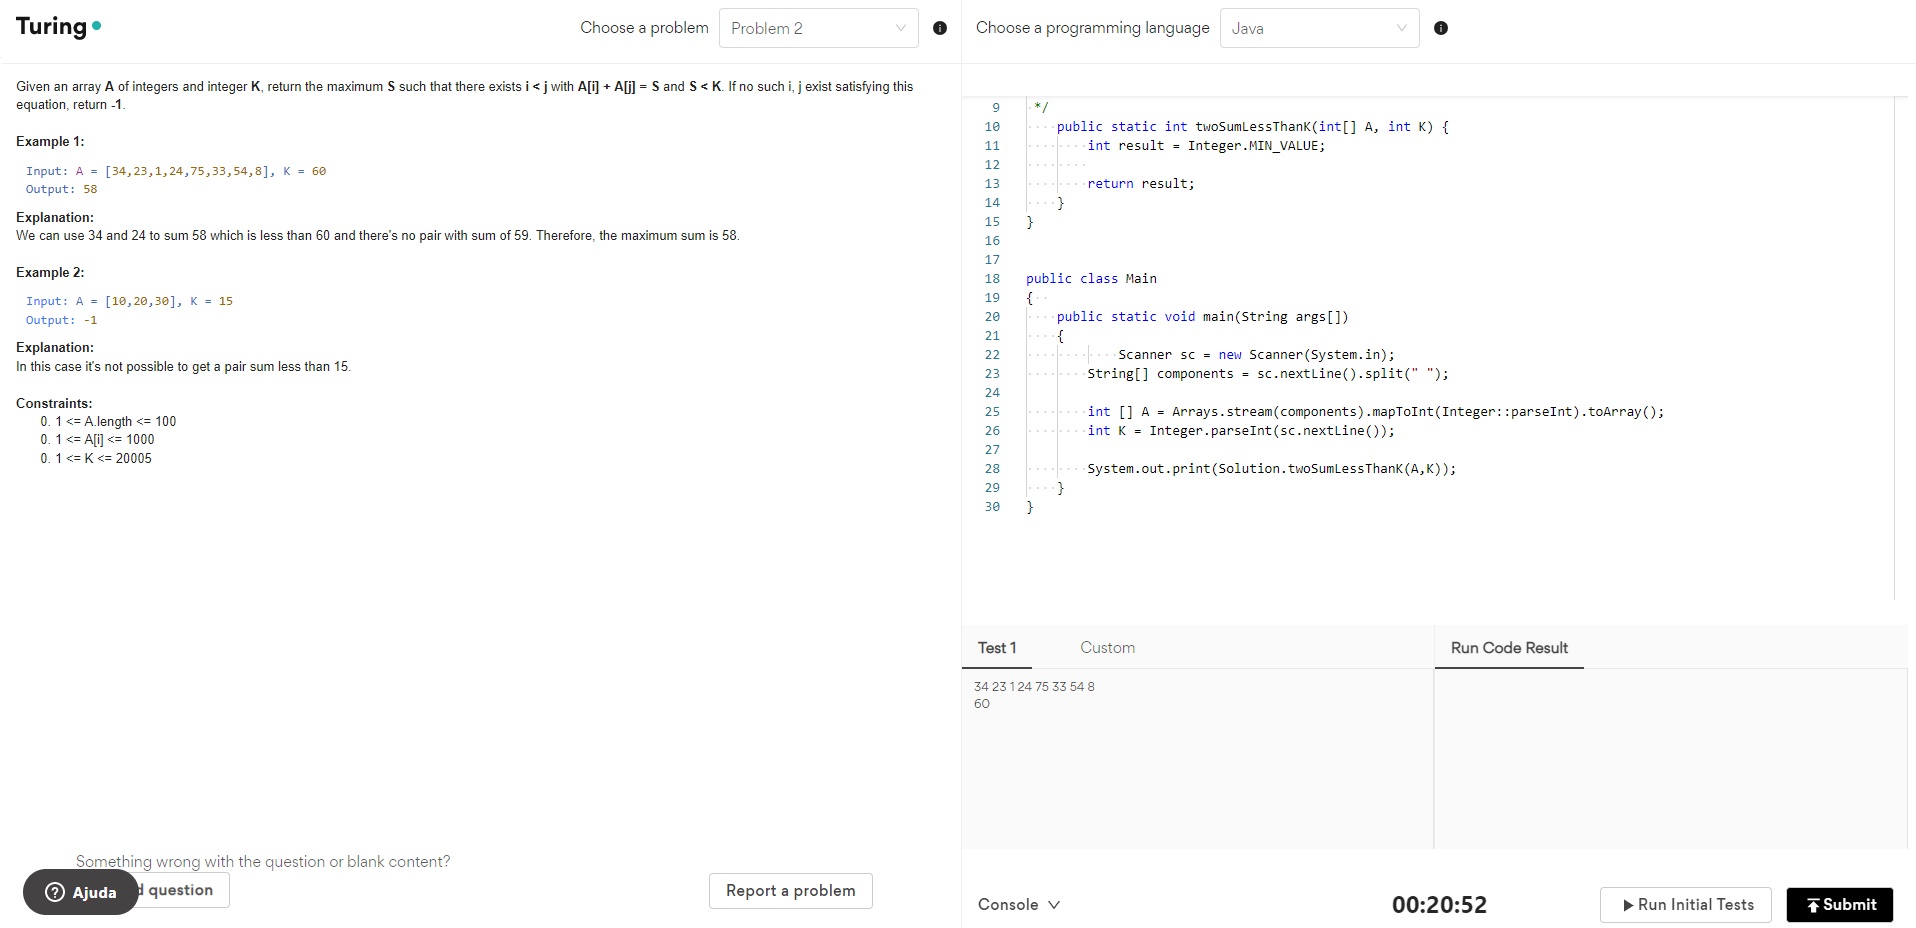 Turing
Choose a problem
Problem 2
Choose a programming language
Java
Given an array A of integers and integer K, return the maximum S such that there exists i < j with A[i] + A[j] = S and S < K. If no such i, j exist satisfying this
equation, return -1.
Example 1:
Input: A = [34,23,1,24,75,33,54,8], K = 60
Output: 58
Explanation:
We can use 34 and 24 to sum 58 which is less than 60 and there's no pair with sum of 59. Therefore, the maximum sum is 58.
Example 2:
Input: A = [10,20,30], K = 15
Output: -1
Explanation:
In this case it's not possible to get a pair sum less than 15.
Constraints:
0. 1 <= A.length <= 100
0. 1 <= A[i] <= 1000
0. 1 <= K <= 20005
Something wrong with the question or blank content?
Ajuda
d question
Report a problem
9 */
10 public static int twoSumLessThanK(int[] A, int K) {
11 int result = Integer.MIN_VALUE;
12
13 return result;
14 }
15 }
16
17
18 public class Main
19 {
20 public static void main(String args[])
21 {
22 Scanner sc = new Scanner(System.in);
23 String[] components = sc.nextLine().split(" ");
24
25 int [] A = Arrays.stream(components).mapToInt(Integer::parseInt).toArray();
26 int K = Integer.parseInt(sc.nextLine());
27
28 System.out.print(Solution.twoSumLessThanK(A,K));
29 }
30 }
Test 1
Custom
Run Code Result
34 23 1 24 75 33 54 8
60
Console
00:20:52
Run Initial Tests
Submit